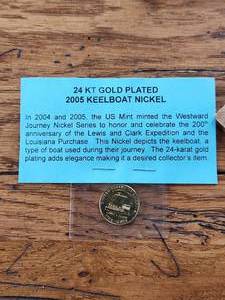 24 KT GOLD PLATED
2005 KEELBOAT NICKEL
In 2004 and 2005, the US Mint minted the Westward
Journey Nickel Series to honor and celebrate the 200th
anniversary of the Lewis and Clark Expedition and the
Louisiana Purchase. This Nickel depicts the keelboat, a
type of boat used during their journey. The 24-karat gold
plating adds elegance making it a desired collector's item.